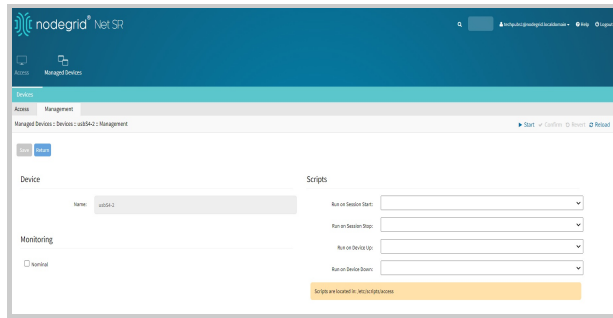 nodegrid® Net SR
techpubs@nodegrid.localdomain Help Logout
Access Managed Devices
Devices
Access Management
Managed Devices :: Devices :: usbS4-2 :: Management Start Confirm Revert Reload
Save Return
Device
Name: usbS4-2
Monitoring
Nominal
Scripts
Run on Session Start:
Run on Session Stop:
Run on Device Up:
Run on Device Down:
Scripts are located in /etc/scripts/access